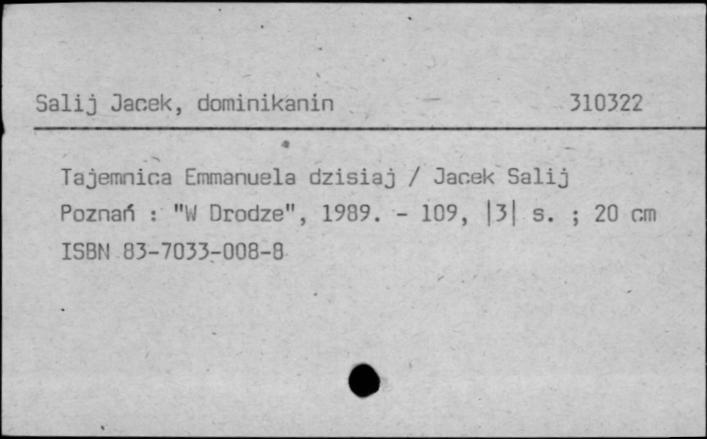 Salij Jacek, dominikanin 310322
Tajemnica Emmanuela dzisiaj / Jacek Salij
Poznań : "W Drodze", 1989. - 109, |3| s. ; 20 cm
ISBN 83-7033-008-8